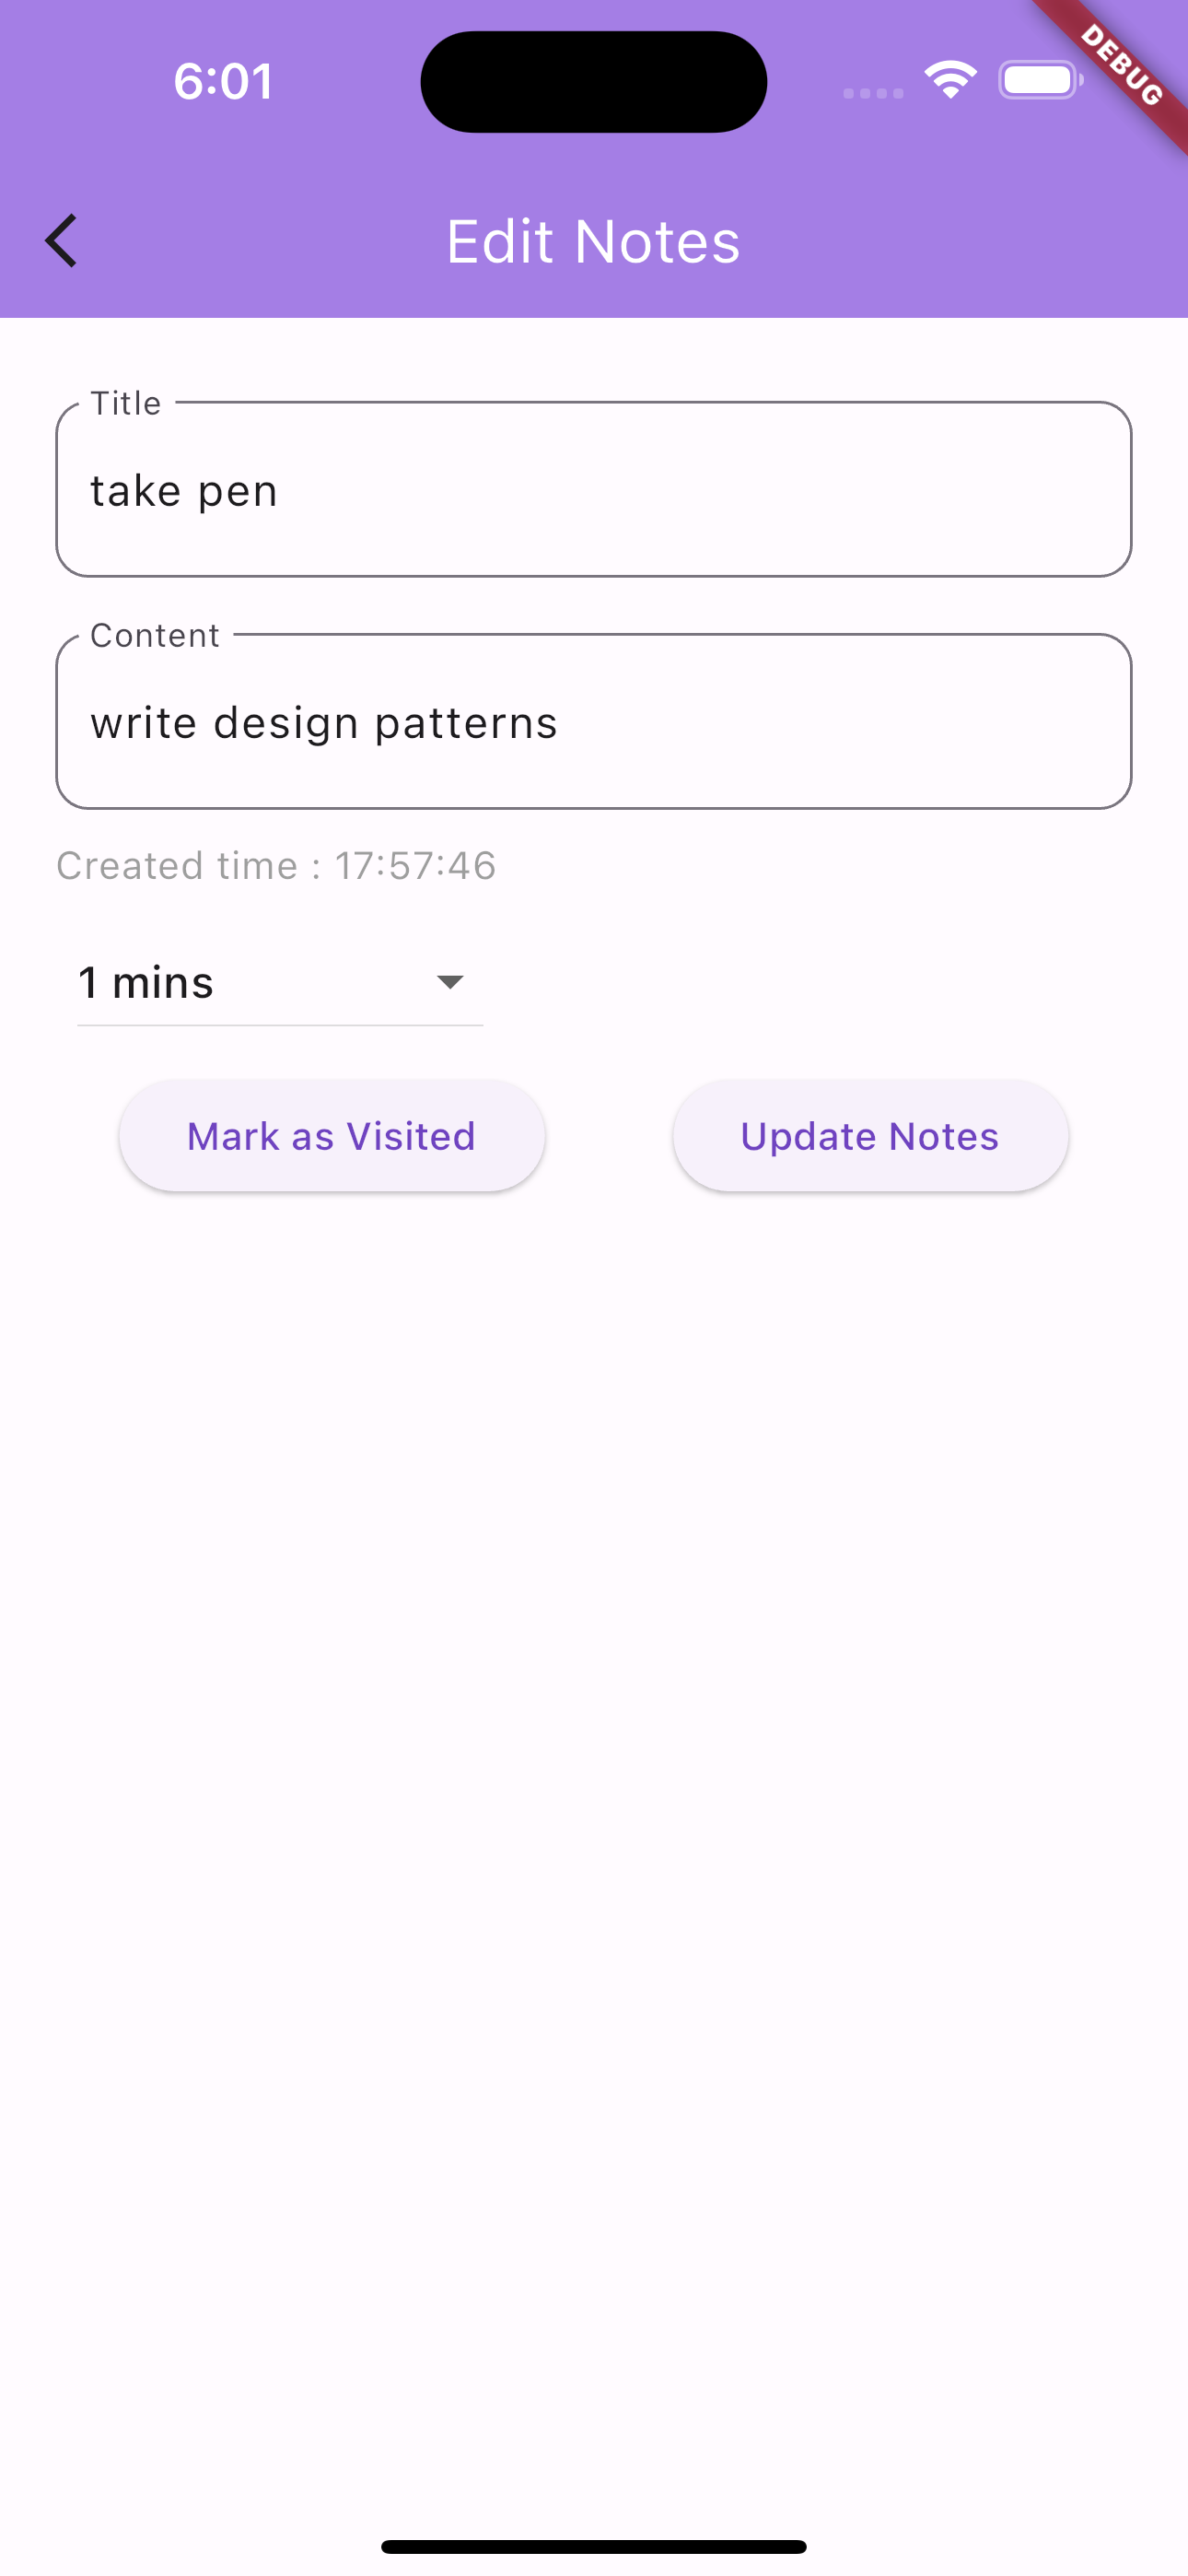 6:01
DEBUG
Edit Notes
Title
take pen
Content
write design patterns
Created time : 17:57:46
1 mins
Mark as Visited
Update Notes